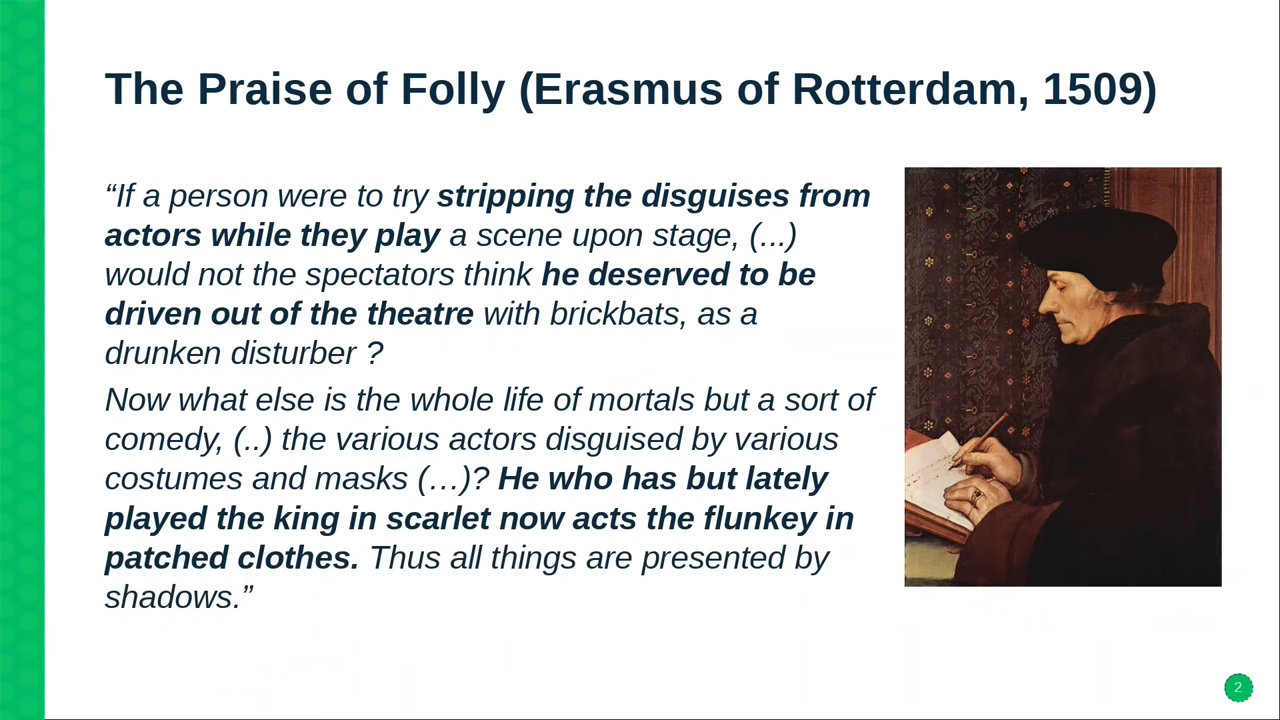 The Praise of Folly (Erasmus of Rotterdam, 1509)
“If a person were to try stripping the disguises from
actors while they play a scene upon stage, (...)
would not the spectators think he deserved to be
driven out of the theatre with brickbats, as a
drunken disturber ?
Now what else is the whole life of mortals but a sort of
comedy, (..) the various actors disguised by various
costumes and masks (…)? He who has but lately
played the king in scarlet now acts the flunkey in
patched clothes. Thus all things are presented by
shadows.”
2